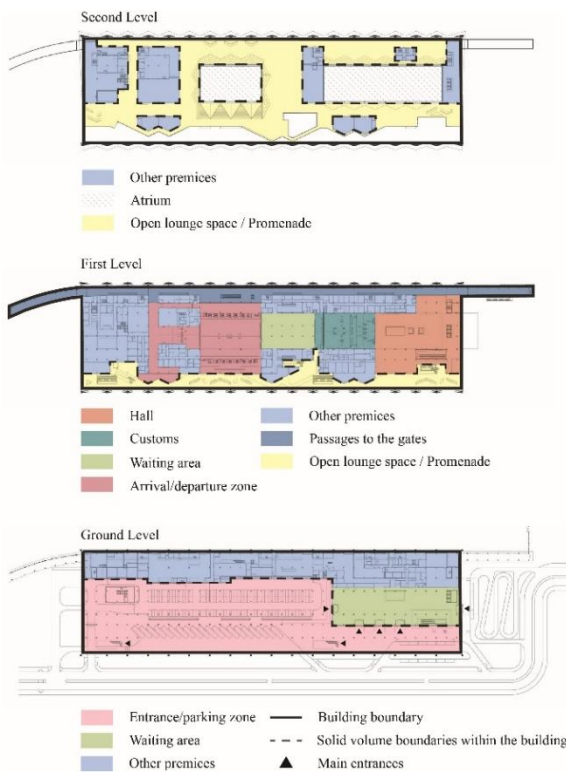 Second Level
Other premices
Atrium
Open lounge space / Promenade
First Level
Hall
Customs
Waiting area
Arrival/departure zone
Other premices
Passages to the gates
Open lounge space / Promenade
Ground Level
Entrance/parking zone
Waiting area
Other premices
Building boundary
Solid volume boundaries within the building
Main entrances